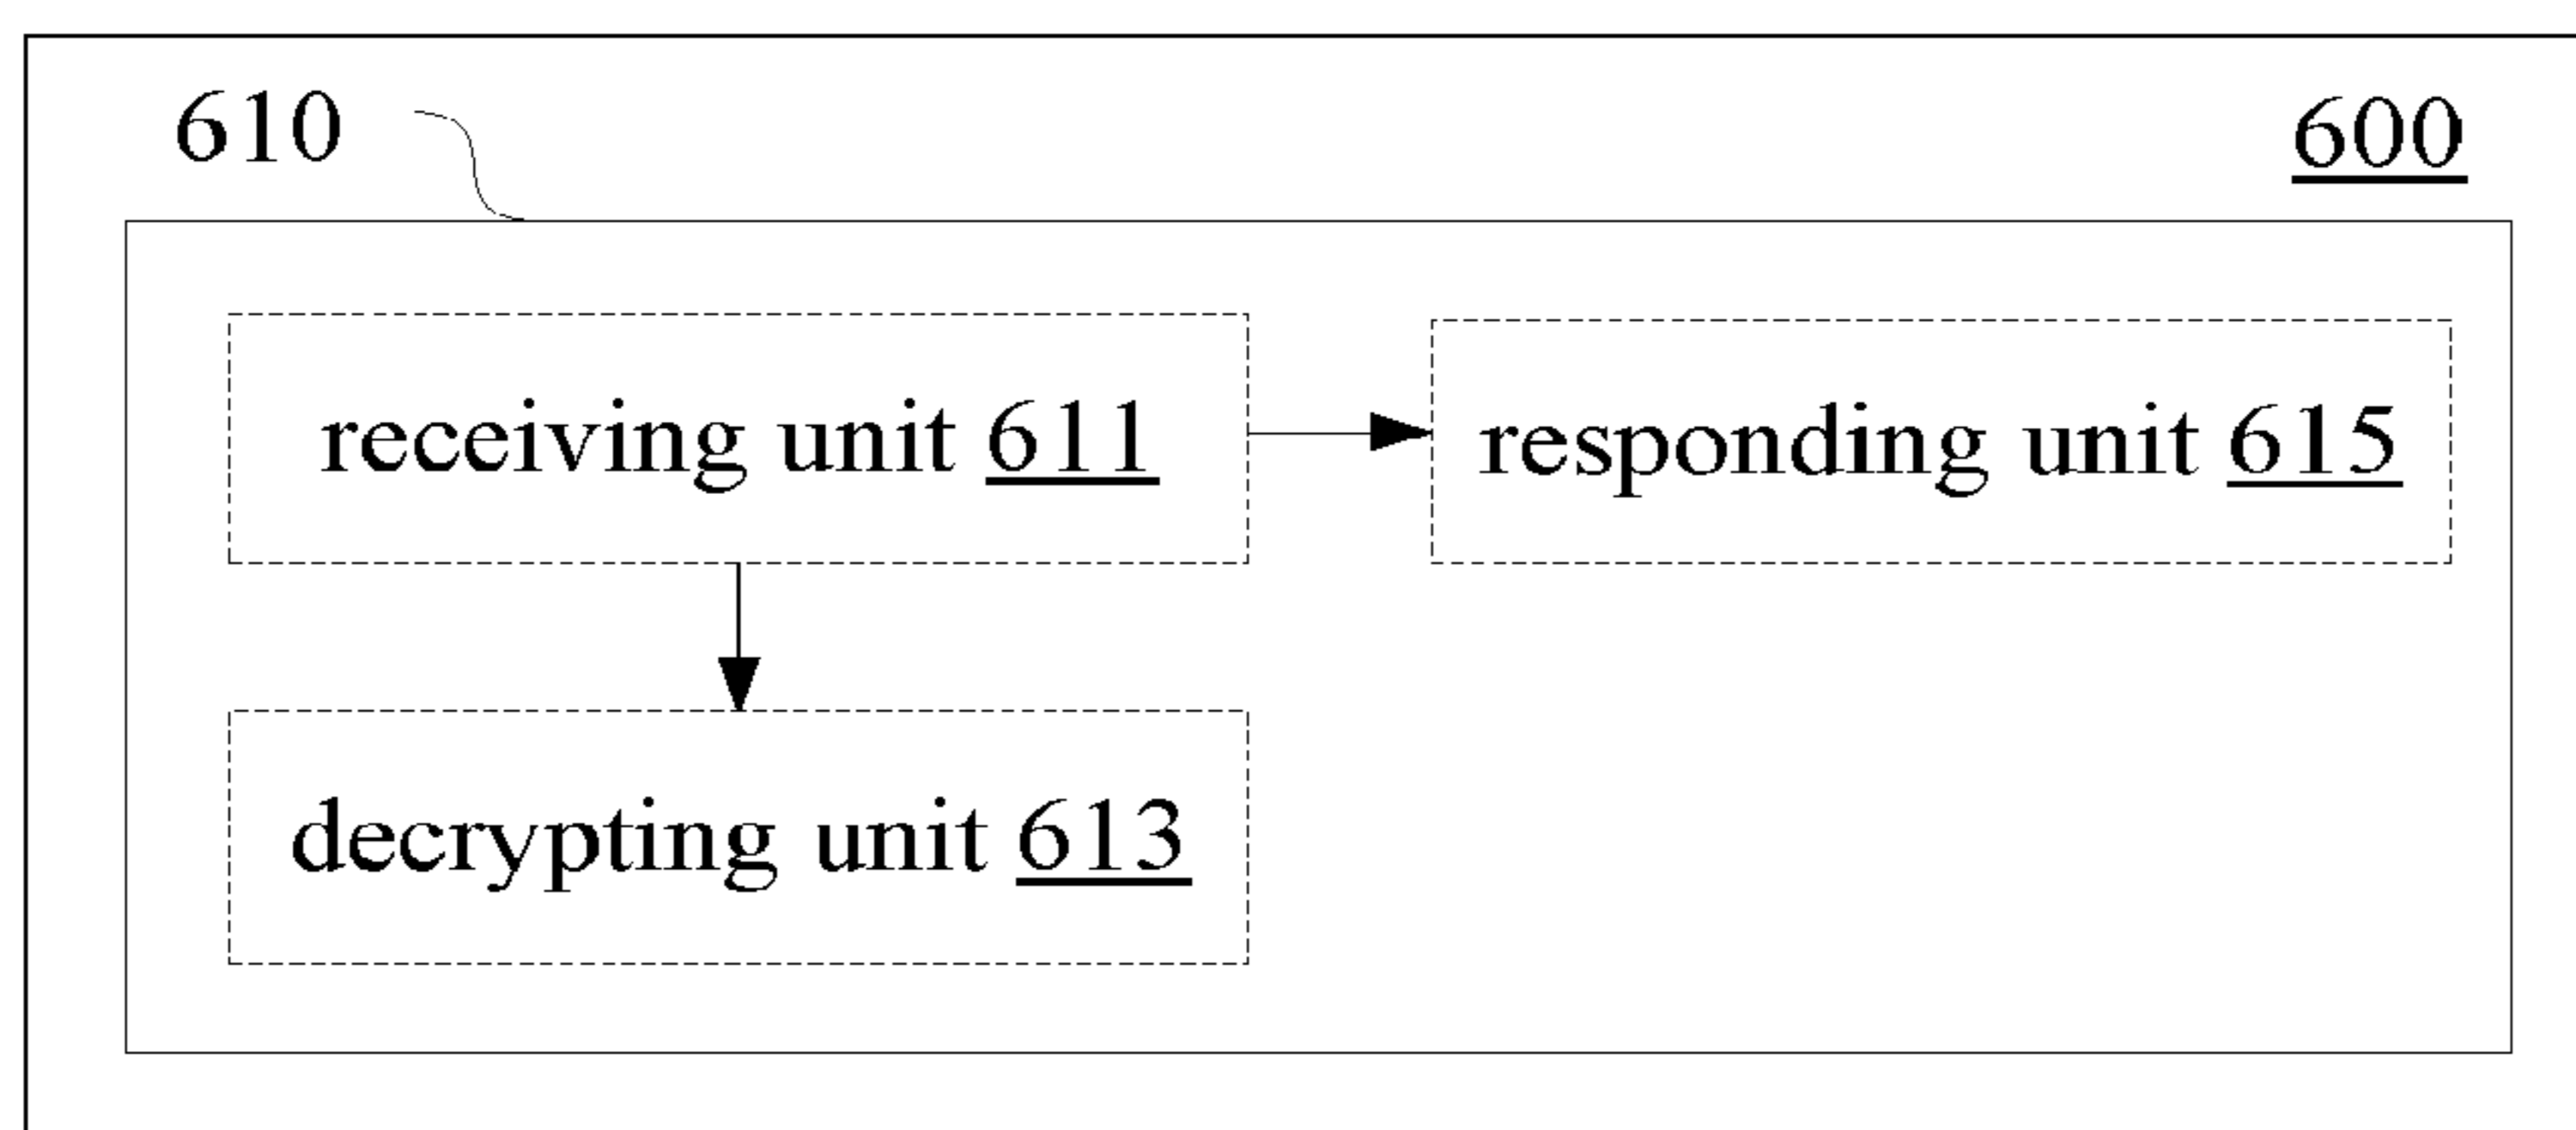 610
600
receiving unit 611
responding unit 615
decrypting unit 613